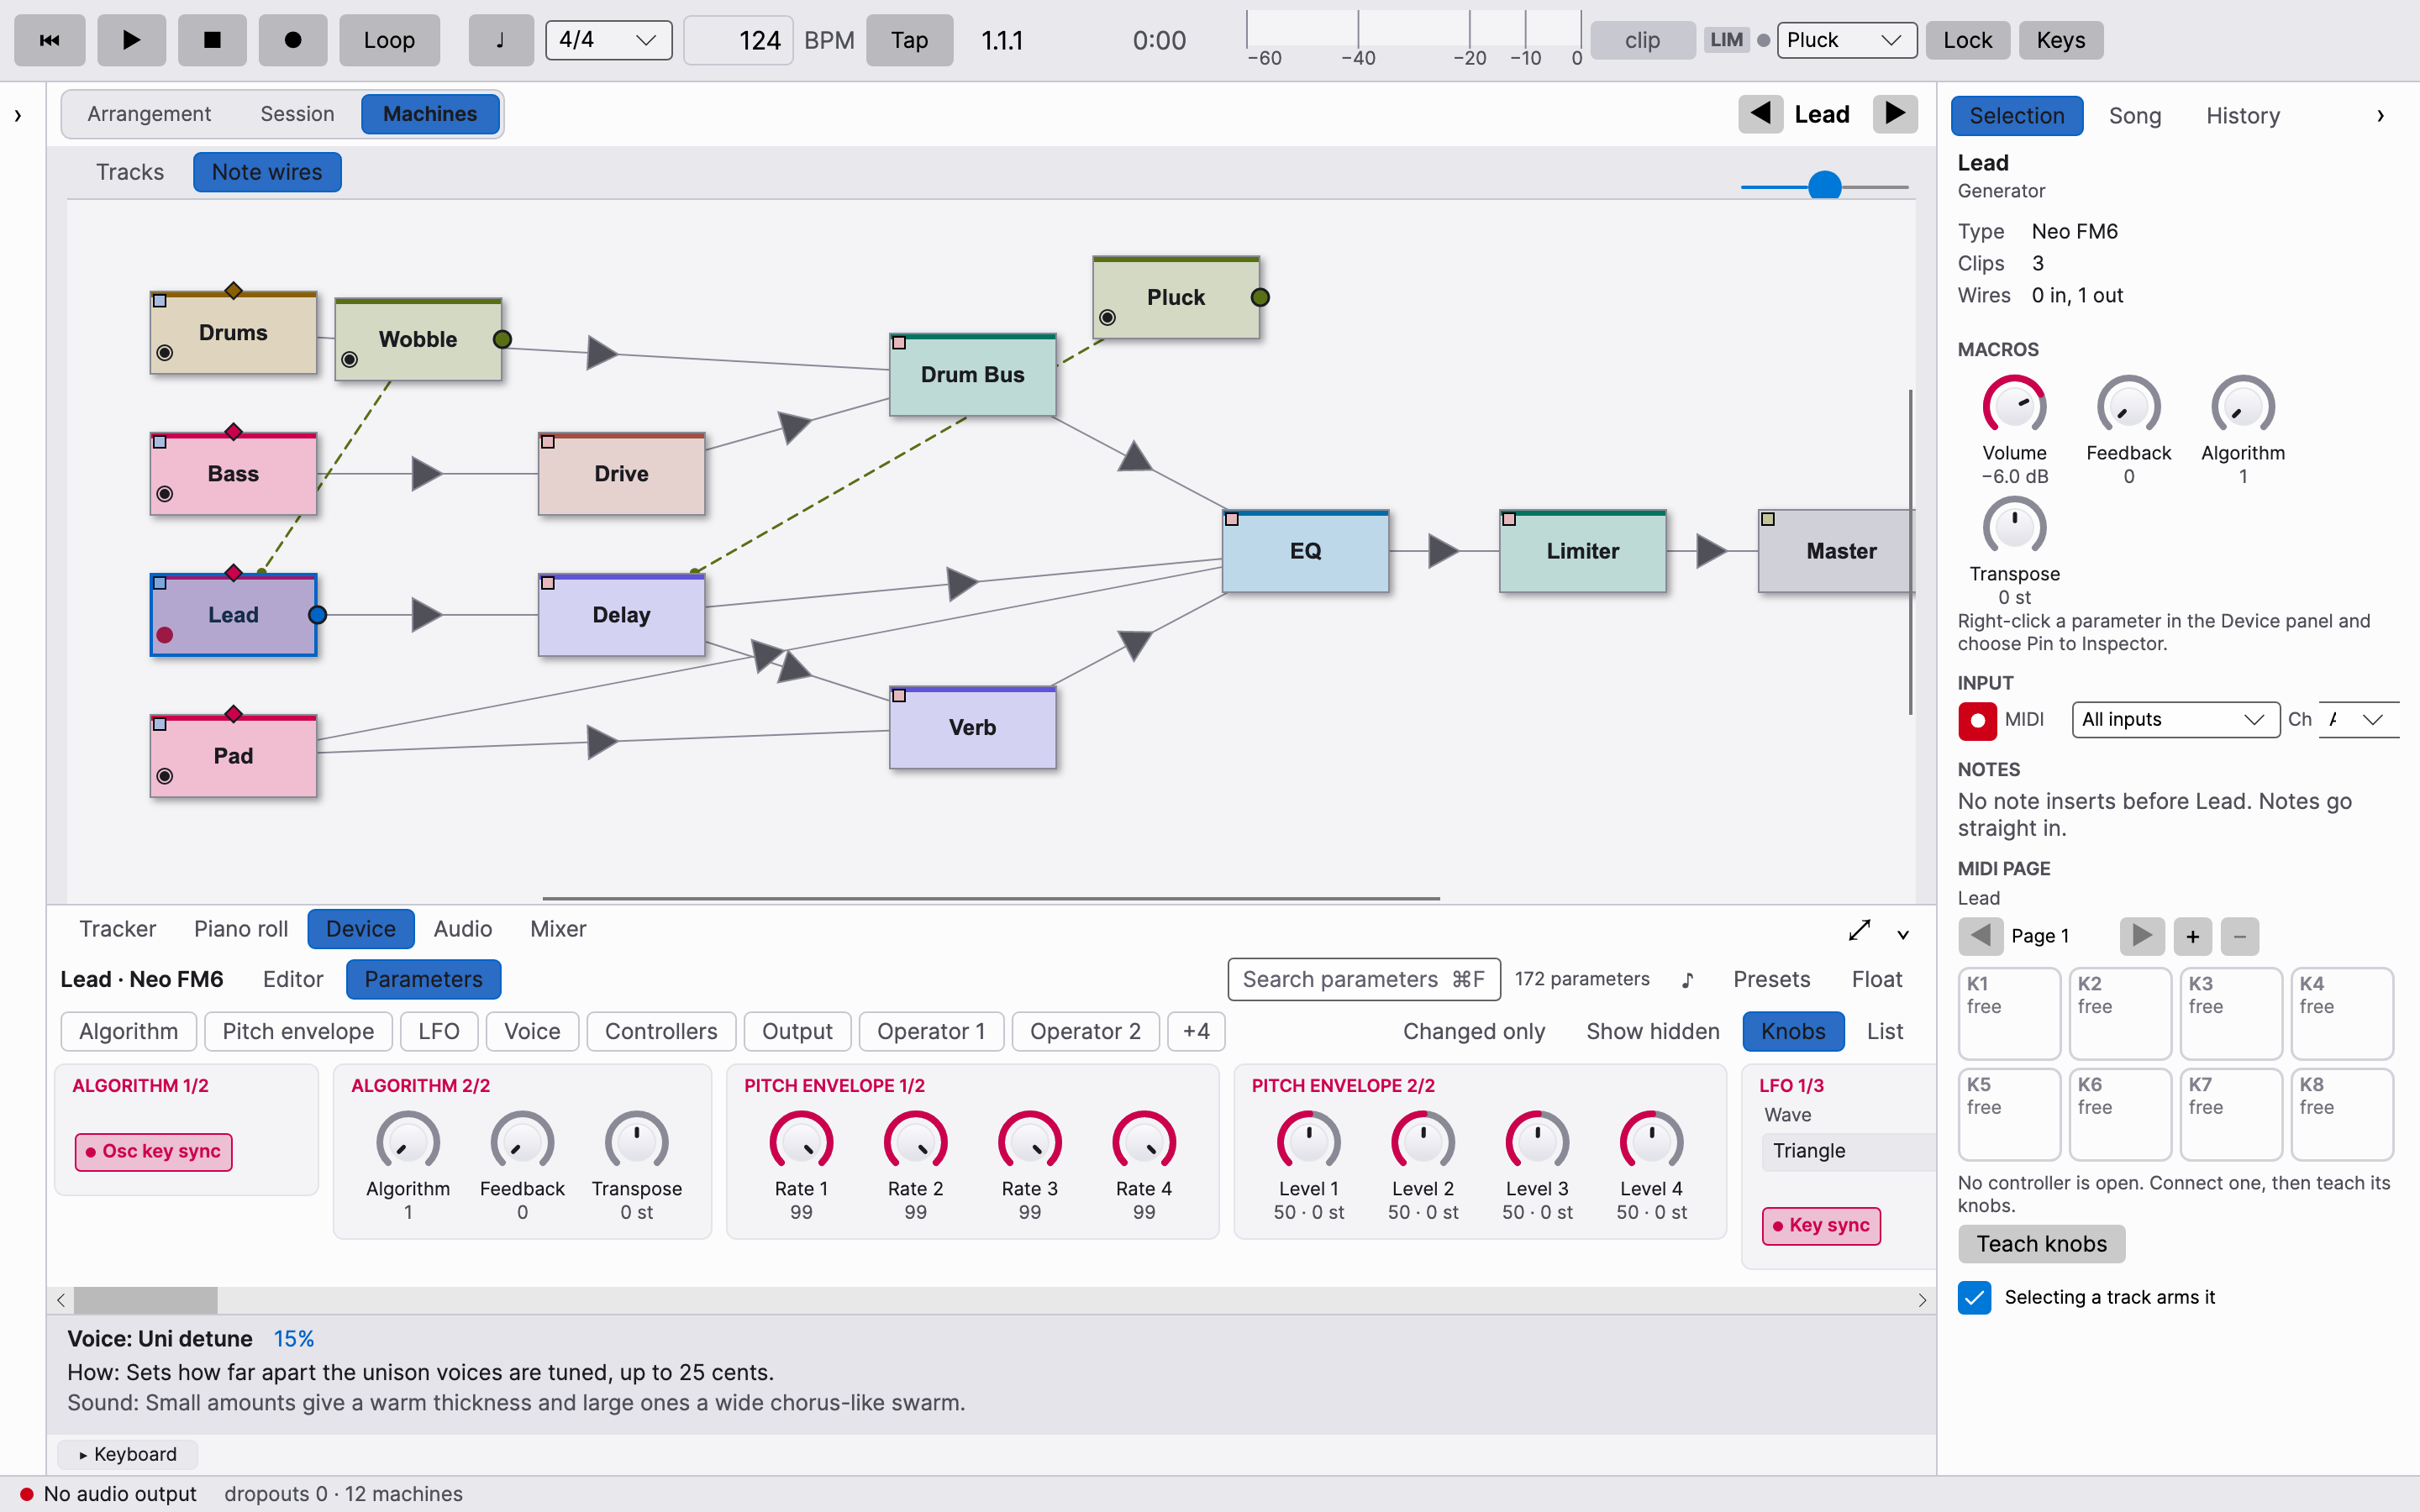 Loop
4/4
124 BPM
Tap
1.1.1
0:00
−60 −40 −20 −10 0
clip
LIM
Pluck
Lock
Keys
Arrangement Session Machines
Lead
Tracks Note wires
Pluck
Drums
Wobble
Drum Bus
Bass
Drive
EQ
Limiter
Master
Lead
Delay
Verb
Pad
Tracker Piano roll Device Audio Mixer
Lead · Neo FM6 Editor Parameters
Search parameters ⌘F
172 parameters
Presets Float
Algorithm Pitch envelope LFO Voice Controllers Output Operator 1 Operator 2 +4
Changed only Show hidden Knobs List
ALGORITHM 1/2
Osc key sync
ALGORITHM 2/2
Algorithm Feedback Transpose
1 0 0 st
PITCH ENVELOPE 1/2
Rate 1 Rate 2 Rate 3 Rate 4
99 99 99 99
PITCH ENVELOPE 2/2
Level 1 Level 2 Level 3 Level 4
50 · 0 st 50 · 0 st 50 · 0 st 50 · 0 st
LFO 1/3
Wave
Triangle
Key sync
Voice: Uni detune 15%
How: Sets how far apart the unison voices are tuned, up to 25 cents.
Sound: Small amounts give a warm thickness and large ones a wide chorus-like swarm.
Keyboard
No audio output dropouts 0 · 12 machines
Selection Song History
Lead
Generator
Type Neo FM6
Clips 3
Wires 0 in, 1 out
MACROS
Volume Feedback Algorithm
−6.0 dB 0 1
Transpose
0 st
Right-click a parameter in the Device panel and
choose Pin to Inspector.
INPUT
MIDI All inputs Ch
NOTES
No note inserts before Lead. Notes go
straight in.
MIDI PAGE
Lead
Page 1 + −
K1 K2 K3 K4
free free free free
K5 K6 K7 K8
free free free free
No controller is open. Connect one, then teach its
knobs.
Teach knobs
Selecting a track arms it